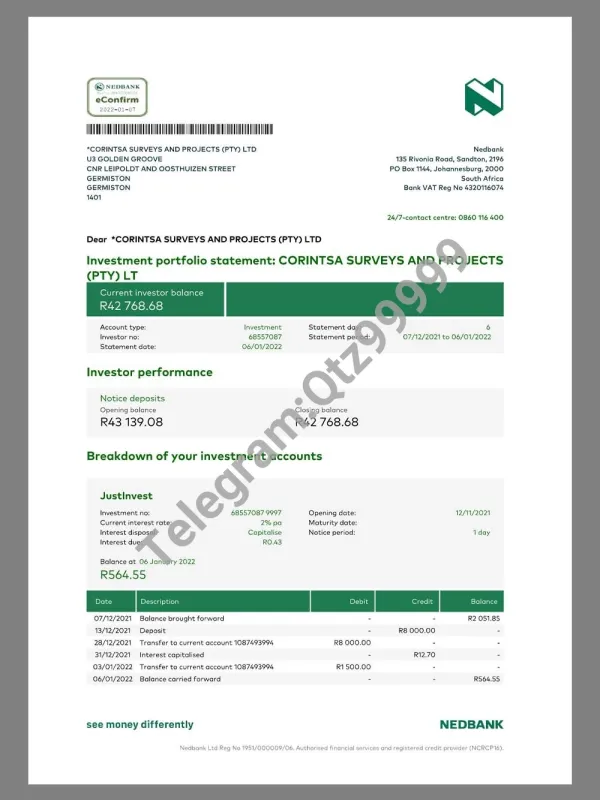 NEDBANK
eConfirm
2022-01-07
*CORINTSA SURVEYS AND PROJECTS (PTY) LTD
U3 GOLDEN GROOVE
CNR LEIPOLDT AND OOSTHUIZEN STREET
GERMISTON
GERMISTON
1401
Nedbank
135 Rivonia Road, Sandton, 2196
PO Box 1144, Johannesburg, 2000
South Africa
Bank VAT Reg No 4320116074
24/7-contact centre: 0860 116 400
Dear *CORINTSA SURVEYS AND PROJECTS (PTY) LTD
Investment portfolio statement: CORINTSA SURVEYS AND PROJECTS
(PTY) LT
Current investor balance
R42 768.68
Account type: Investment Statement day: 6
Investor no: 68557087 Statement period: 07/12/2021 to 06/01/2022
Statement date: 06/01/2022
Investor performance
Notice deposits
Opening balance Closing balance
R43 139.08 R42 768.68
Breakdown of your investment accounts
JustInvest
Investment no: 68557087 9997 Opening date: 12/11/2021
Current interest rate: 2% pa Maturity date:
Interest disposal: Capitalise Notice period: 1 day
Interest due: R0.43
Balance at 06 January 2022
R564.55
Date Description Debit Credit Balance
07/12/2021 Balance brought forward - - R2 051.85
13/12/2021 Deposit - R8 000.00 -
28/12/2021 Transfer to current account 1087493994 R8 000.00 - -
31/12/2021 Interest capitalised - R12.70 -
03/01/2022 Transfer to current account 1087493994 R1 500.00 - -
06/01/2022 Balance carried forward - - R564.55
see money differently
NEDBANK
Nedbank Ltd Reg No 1951/000009/06. Authorised financial services and registered credit provider (NCRCP16).
Telegram:Qtz99999